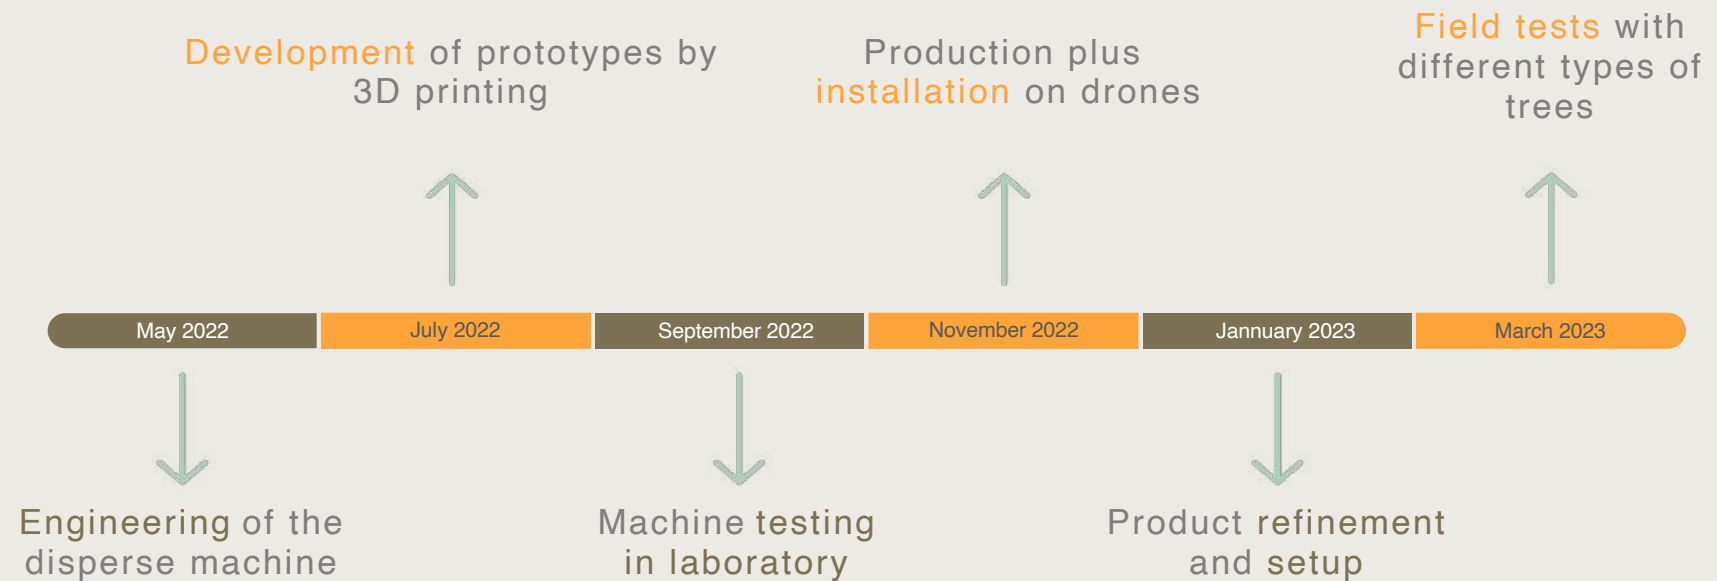 Development of prototypes by
3D printing
Production plus
installation on drones
Field tests with
different types of
trees
May 2022
July 2022
September 2022
November 2022
Jannuary 2023
March 2023
Engineering of the
disperse machine
Machine testing
in laboratory
Product refinement
and setup